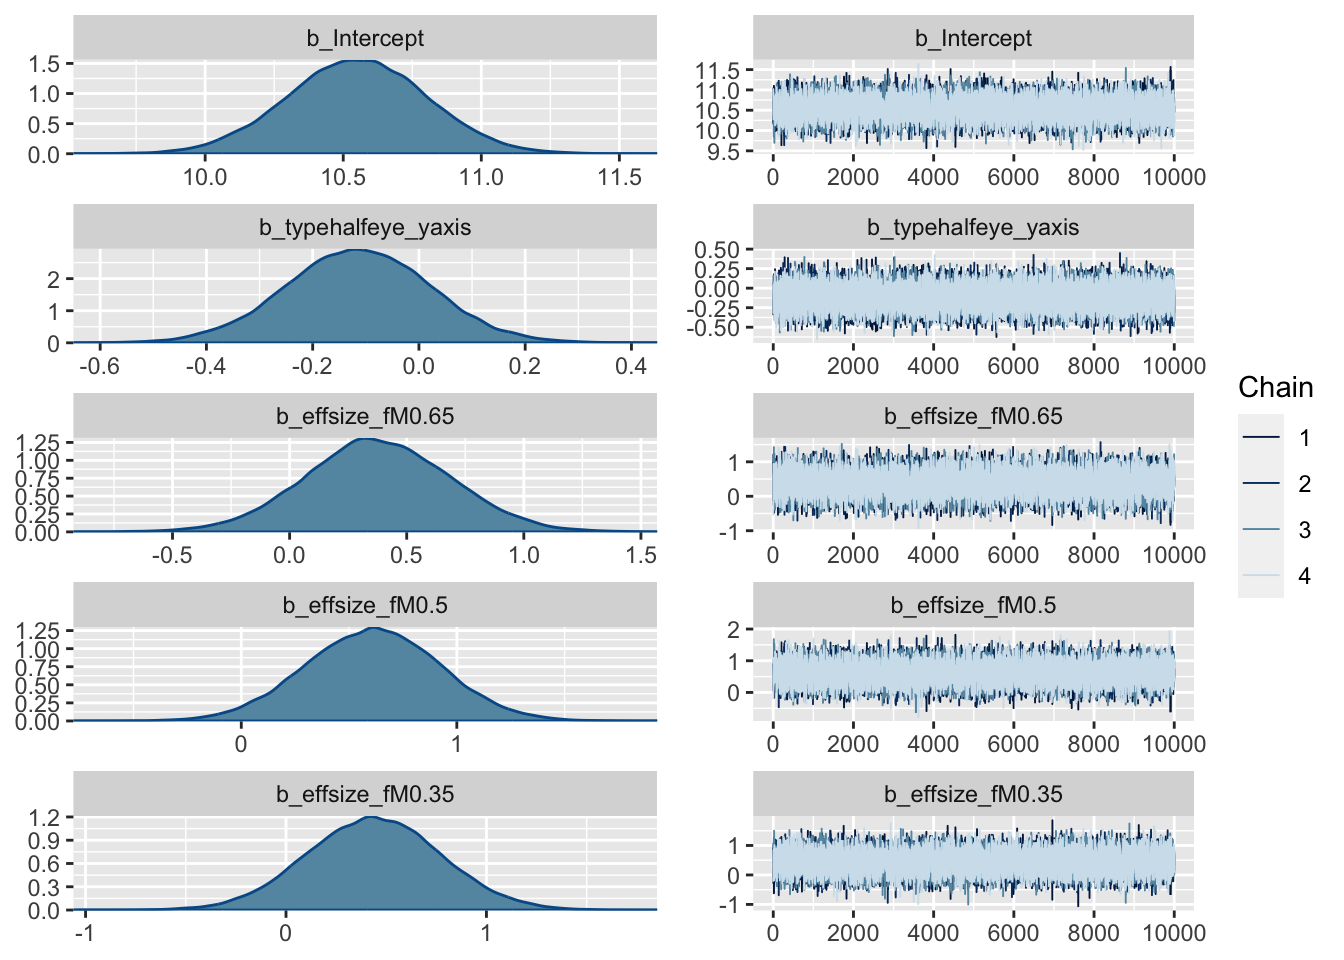 b_Intercept
1.5
1.0
0.5
0.0
10.0 10.5 11.0 11.5
b_Intercept
11.5
11.0
10.5
10.0
9.5
0 2000 4000 6000 8000 10000
b_typehalfeye_yaxis
2
1
0
-0.6 -0.4 -0.2 0.0 0.2 0.4
b_typehalfeye_yaxis
0.50
0.25
0.00
-0.25
-0.50
0 2000 4000 6000 8000 10000
b_effsize_fM0.65
1.25
1.00
0.75
0.50
0.25
0.00
-0.5 0.0 0.5 1.0 1.5
b_effsize_fM0.65
1
0
-1
0 2000 4000 6000 8000 10000
b_effsize_fM0.5
1.25
1.00
0.75
0.50
0.25
0.00
0 1
b_effsize_fM0.5
2
1
0
0 2000 4000 6000 8000 10000
b_effsize_fM0.35
1.2
0.9
0.6
0.3
0.0
-1 0 1
b_effsize_fM0.35
1
0
-1
0 2000 4000 6000 8000 10000
Chain
1
2
3
4